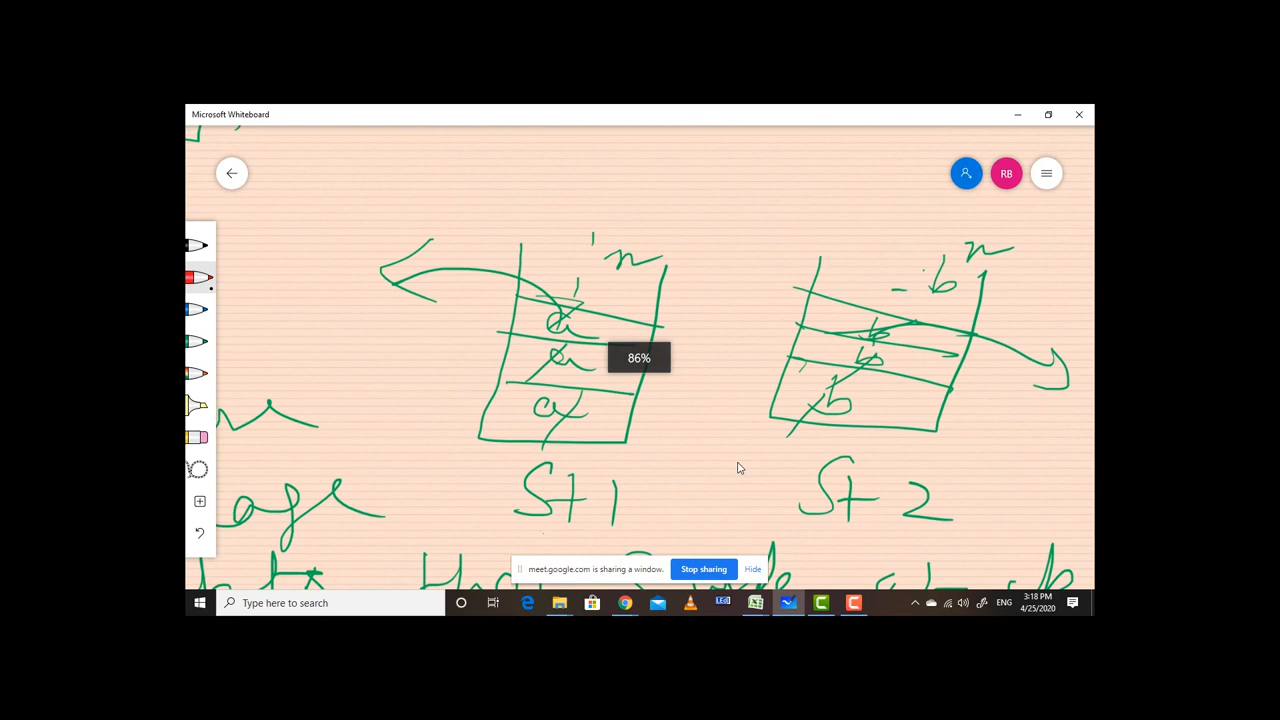 Microsoft Whiteboard
RB
n
n
b
a
b
a
86%
b
a
b
St 1
St 2
meet.google.com is sharing a window.
Stop sharing
Hide
Type here to search
ENG
3:18 PM
4/25/2020